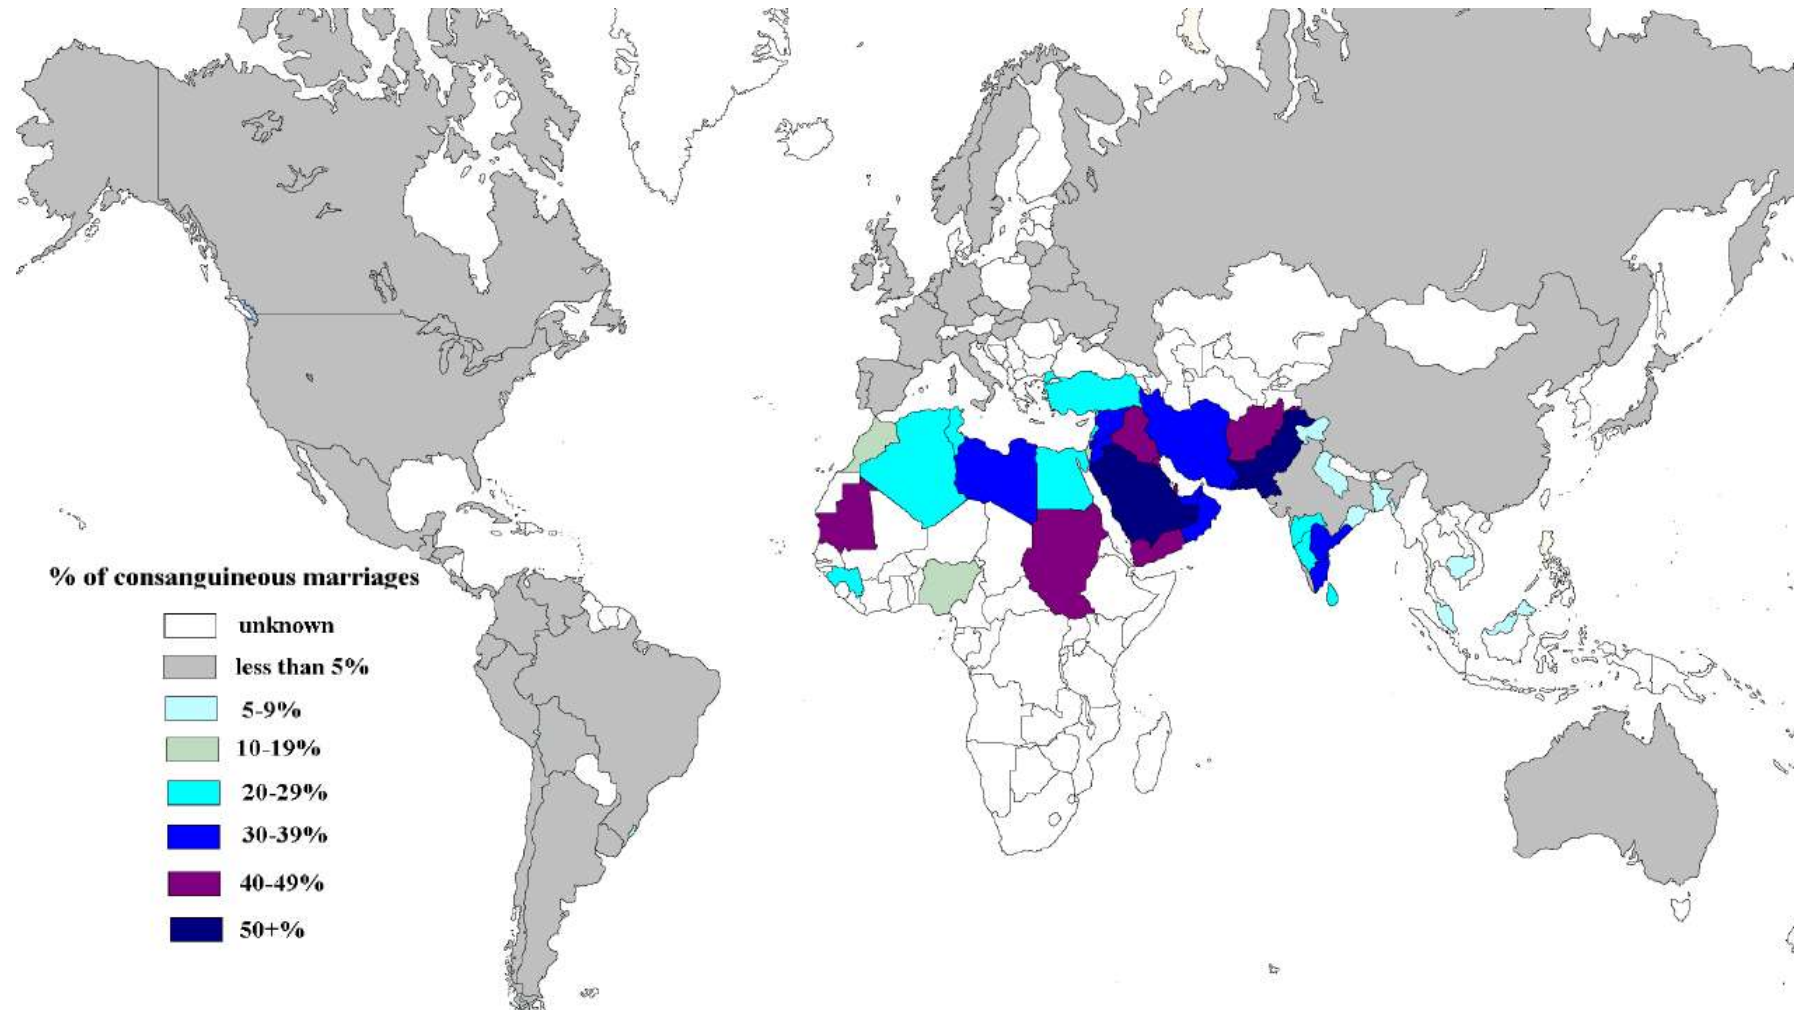 % of consanguineous marriages
unknown
less than 5%
5-9%
10-19%
20-29%
30-39%
40-49%
50+%